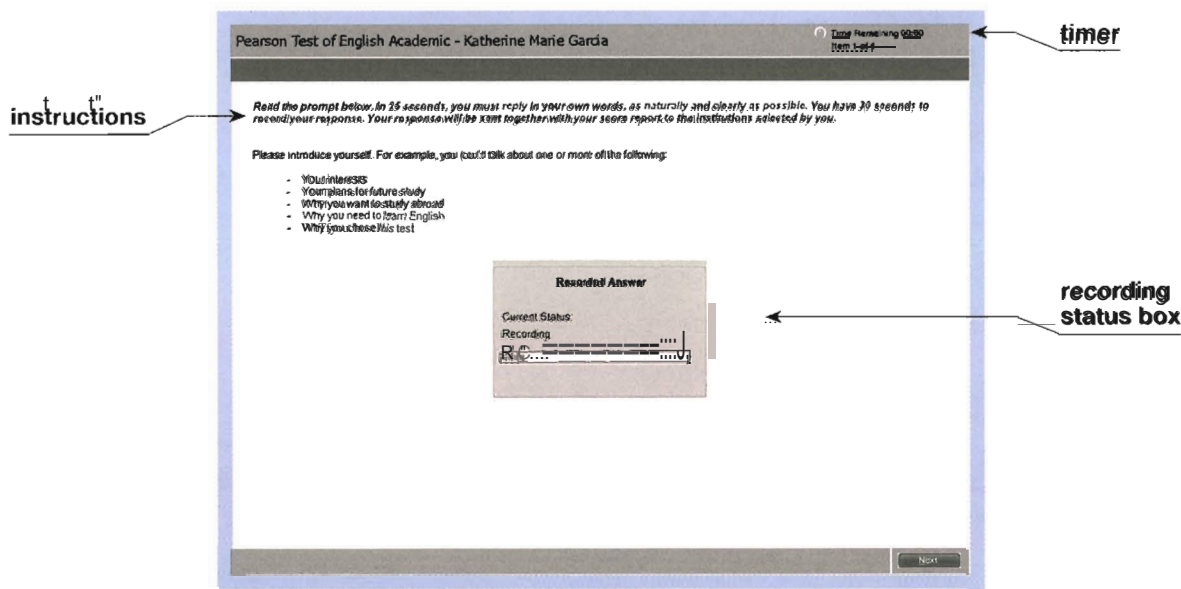 Pearson Test of English Academic - Katherine Marie Garcia
Time Remaining 00:00
Item 1 of
timer
instructions
Read the prompt below. In 25 seconds, you must reply in your own words, as naturally and clearly as possible. You have 30 seconds to
record your response. Your response will be sent together with your score report to the institutions selected by you.
Please introduce yourself. For example, you could talk about one or more of the following:
- Your interests
- Your plans for future study
- Why you want to study abroad
- Why you need to learn English
- Why you chose this test
Recorded Answer
Current Status:
Recording
recording
status box
Next